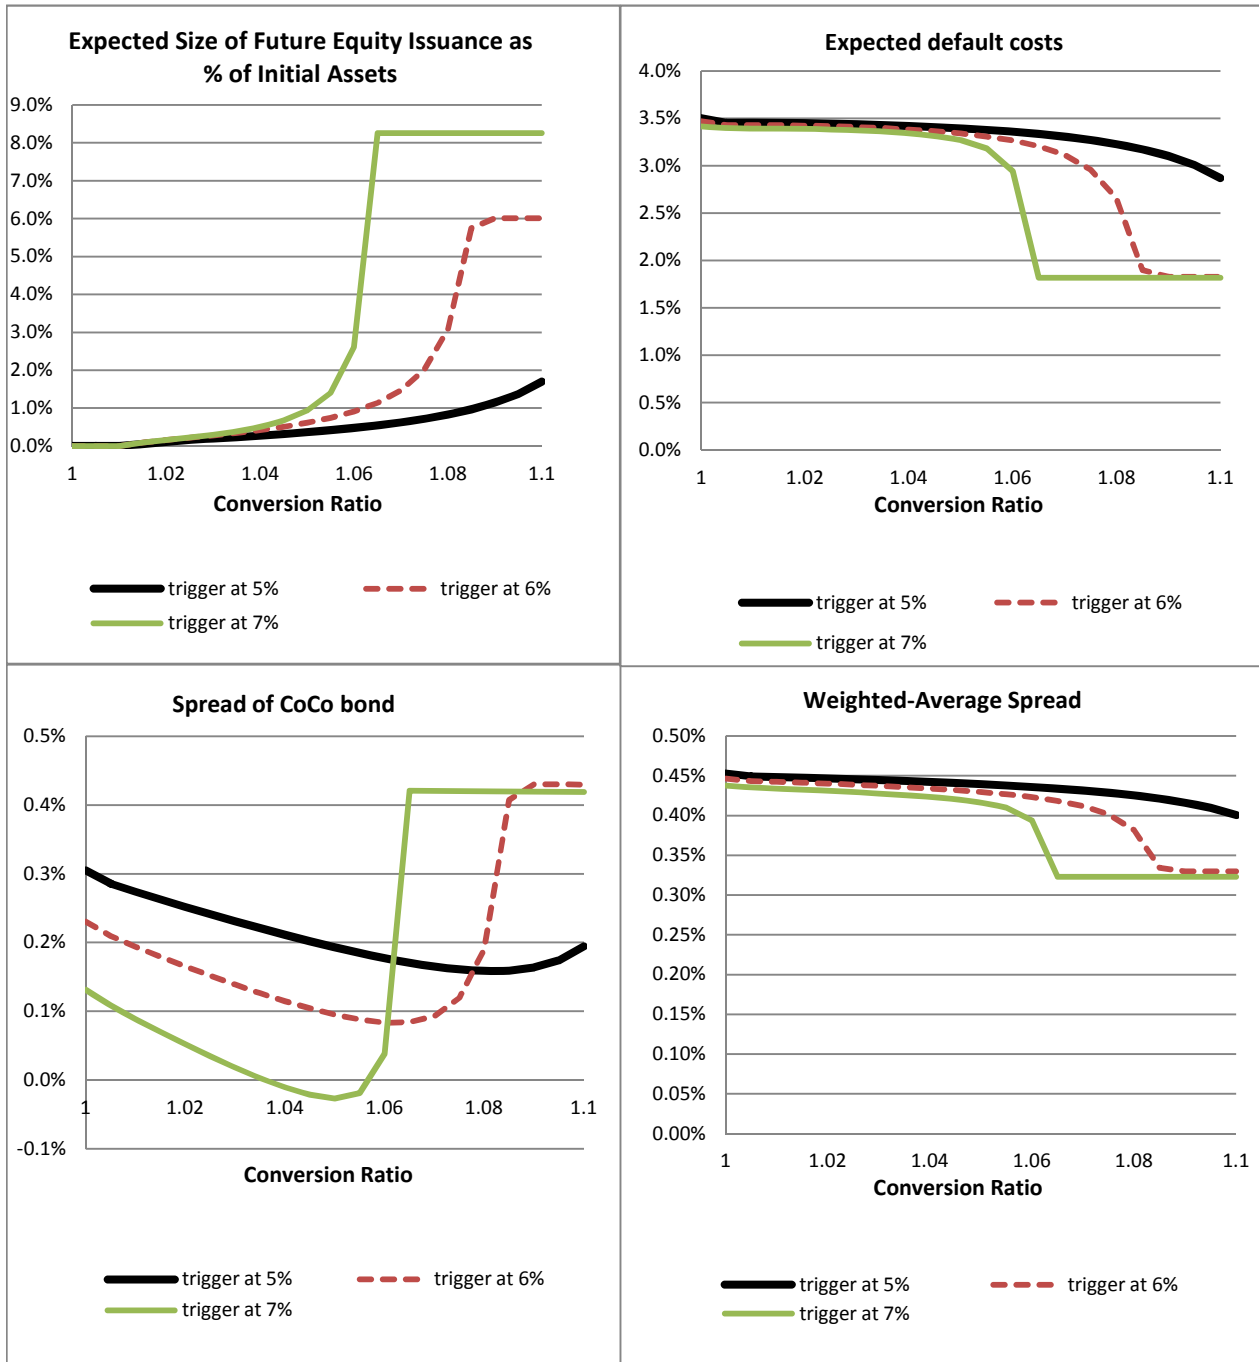 Expected Size of Future Equity Issuance as
% of Initial Assets
9.0%
8.0%
7.0%
6.0%
5.0%
4.0%
3.0%
2.0%
1.0%
0.0%
1 1.02 1.04 1.06 1.08 1.1
Conversion Ratio
trigger at 5% trigger at 6%
trigger at 7%
Expected default costs
4.0%
3.5%
3.0%
2.5%
2.0%
1.5%
1.0%
0.5%
0.0%
1 1.02 1.04 1.06 1.08 1.1
Conversion Ratio
trigger at 5% trigger at 6%
trigger at 7%
Spread of CoCo bond
0.5%
0.4%
0.3%
0.2%
0.1%
0.0%
1 1.02 1.04 1.06 1.08 1.1
-0.1%
Conversion Ratio
trigger at 5% trigger at 6%
trigger at 7%
Weighted-Average Spread
0.50%
0.45%
0.40%
0.35%
0.30%
0.25%
0.20%
0.15%
0.10%
0.05%
0.00%
1 1.02 1.04 1.06 1.08 1.1
Conversion Ratio
trigger at 5% trigger at 6%
trigger at 7%